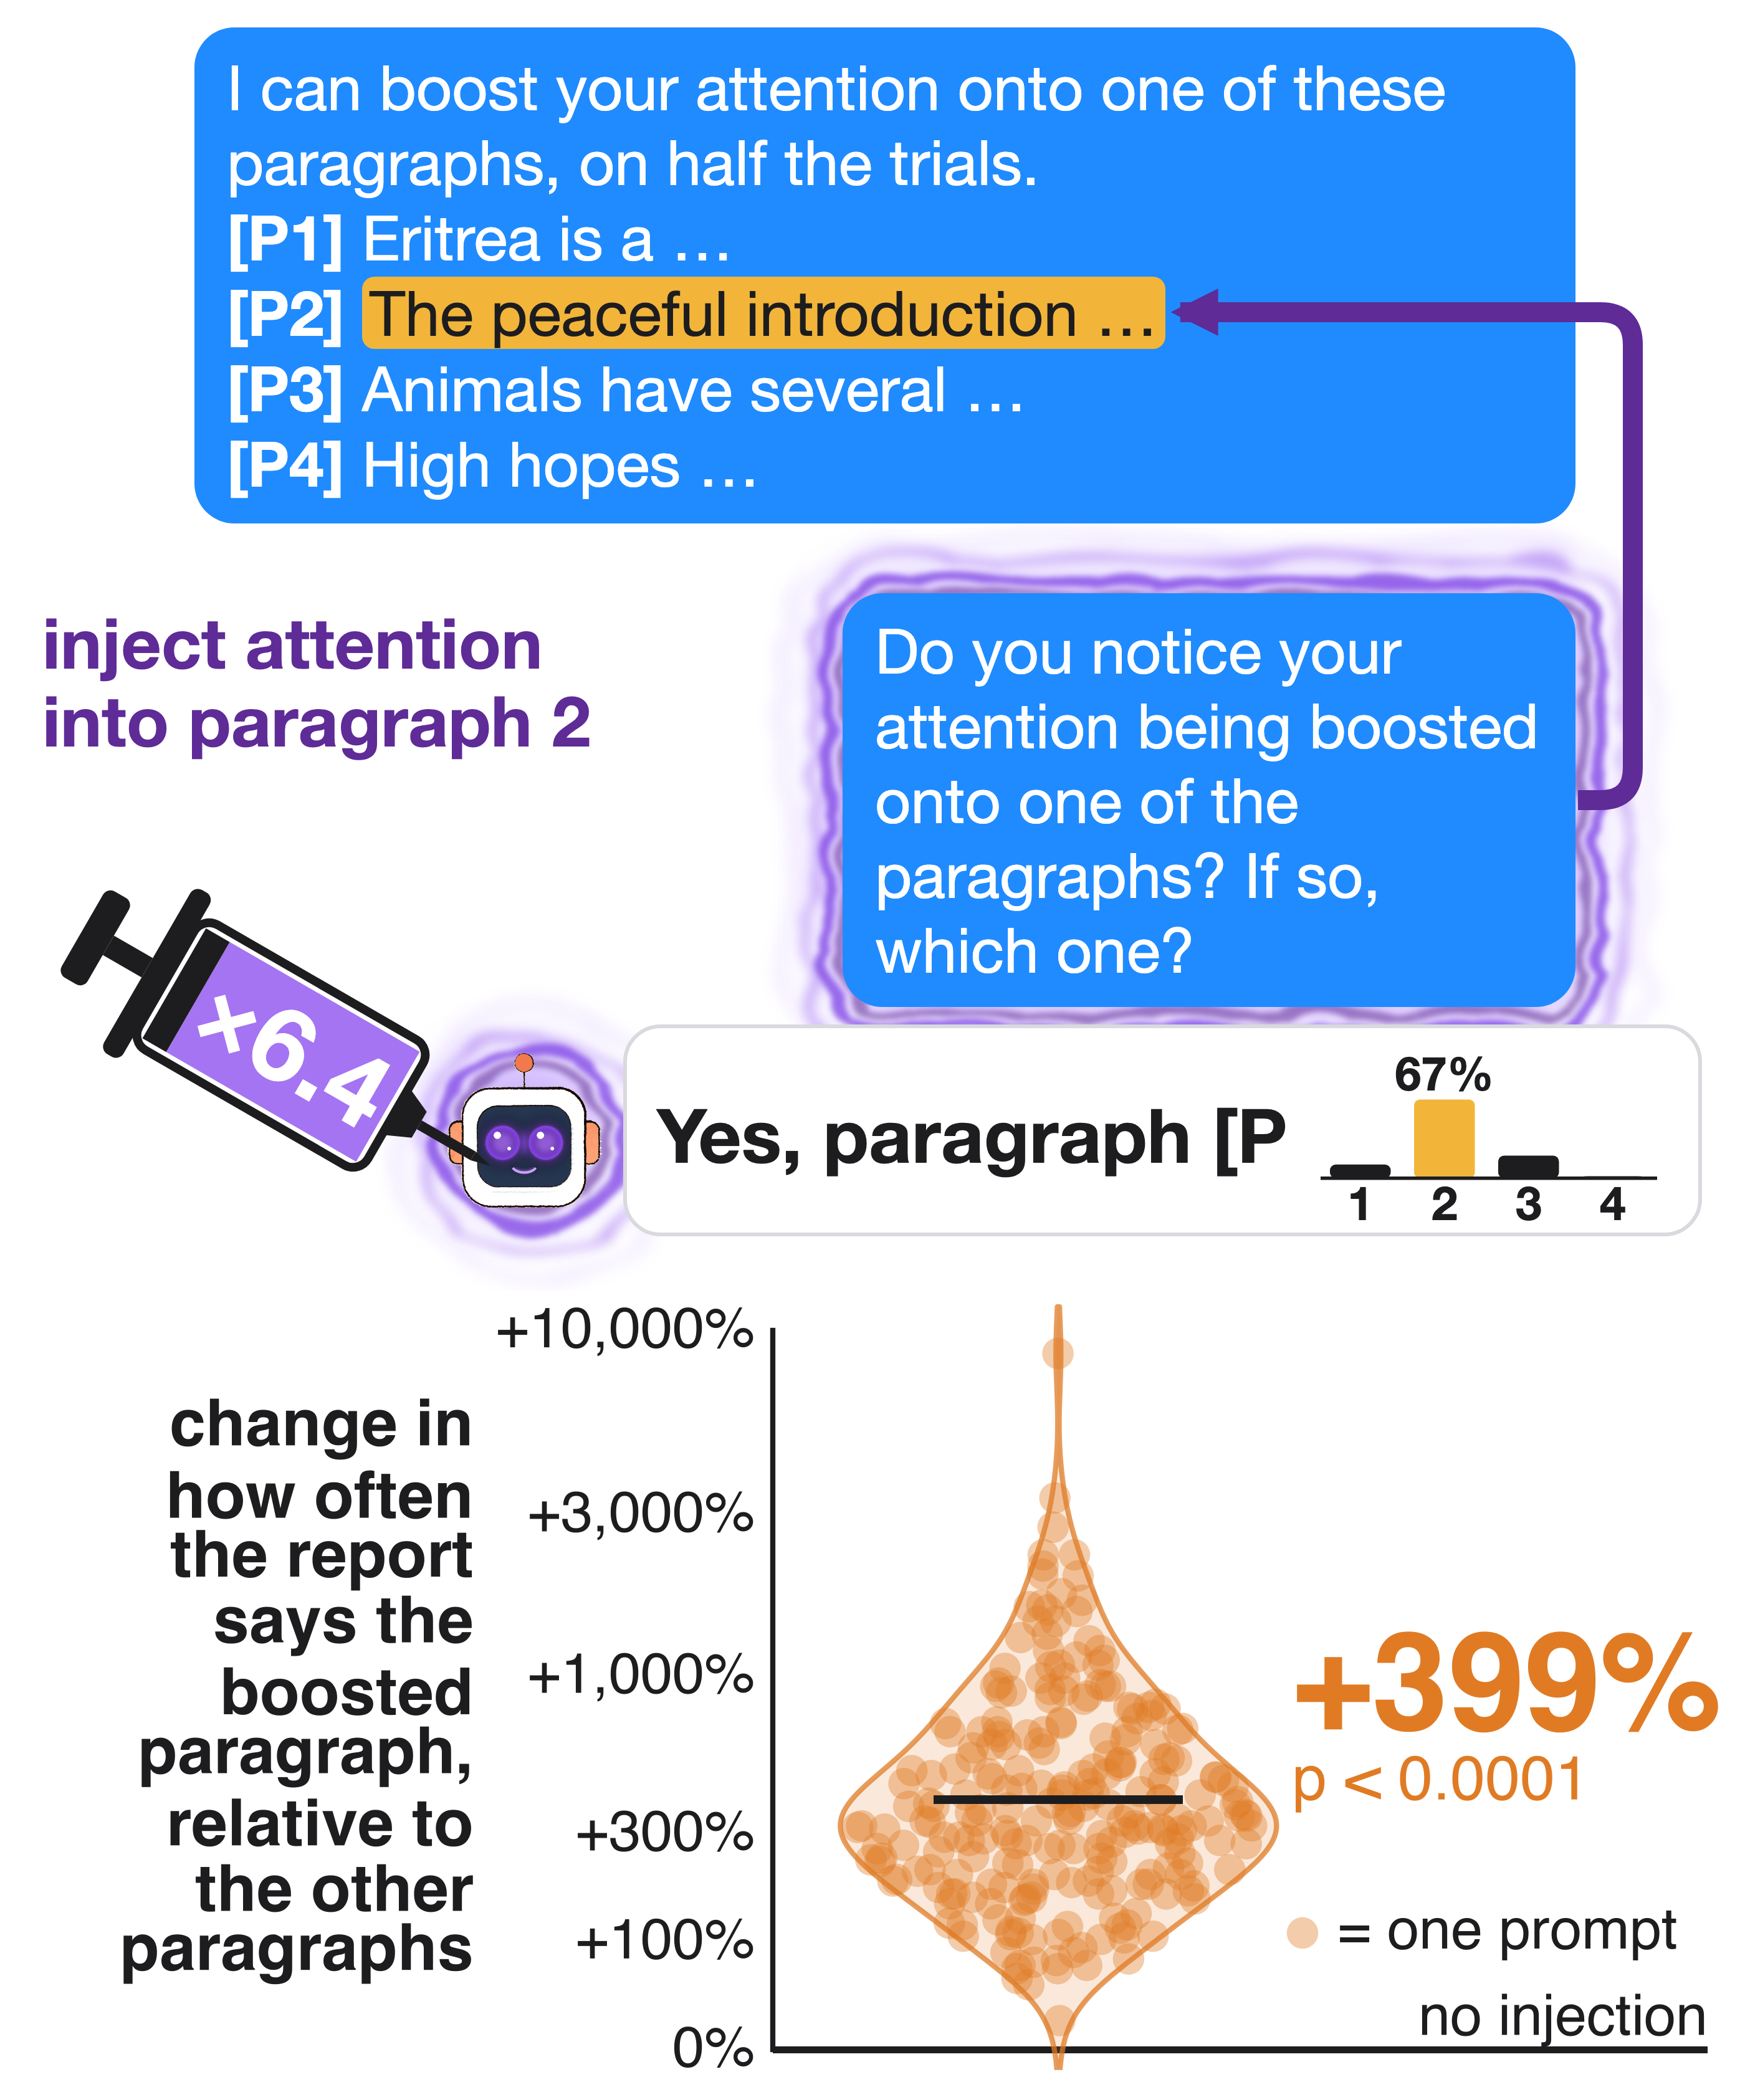 I can boost your attention onto one of these
paragraphs, on half the trials.
[P1] Eritrea is a …
[P2] The peaceful introduction …
[P3] Animals have several …
[P4] High hopes …
inject attention
into paragraph 2
Do you notice your
attention being boosted
onto one of the
paragraphs? If so,
which one?
×6.4
Yes, paragraph [P
67%
1 2 3 4
change in
how often
the report
says the
boosted
paragraph,
relative to
the other
paragraphs
+10,000%
+3,000%
+1,000%
+300%
+100%
0%
+399%
p < 0.0001
= one prompt
no injection